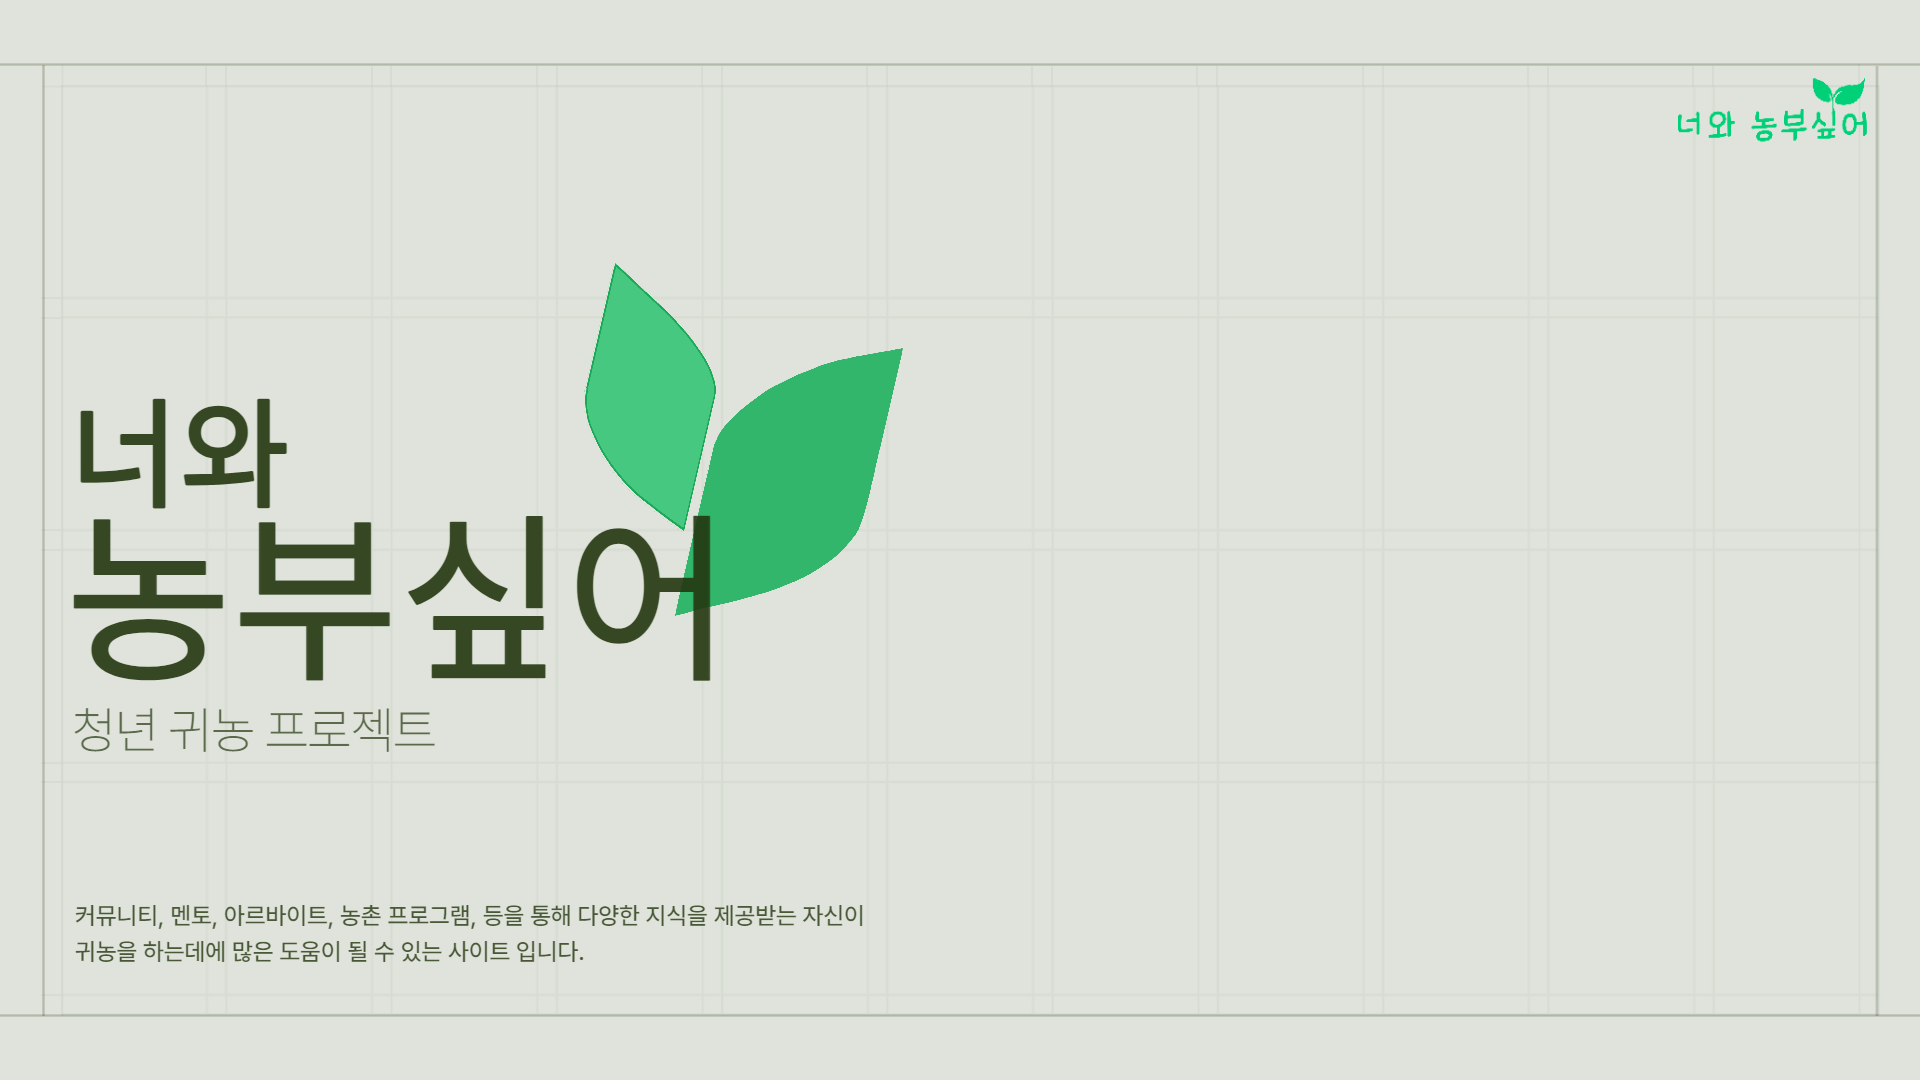 너와 농부싶어
너와
농부싶어
청년 귀농 프로젝트
커뮤니티, 멘토, 아르바이트, 농촌 프로그램, 등을 통해 다양한 지식을 제공받는 자신이
귀농을 하는데에 많은 도움이 될 수 있는 사이트 입니다.